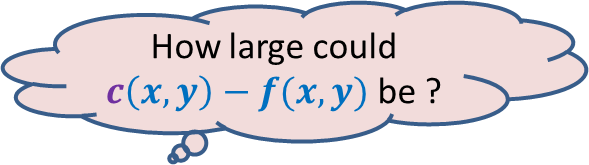 How large could
c(x, y) − f(x, y) be ?